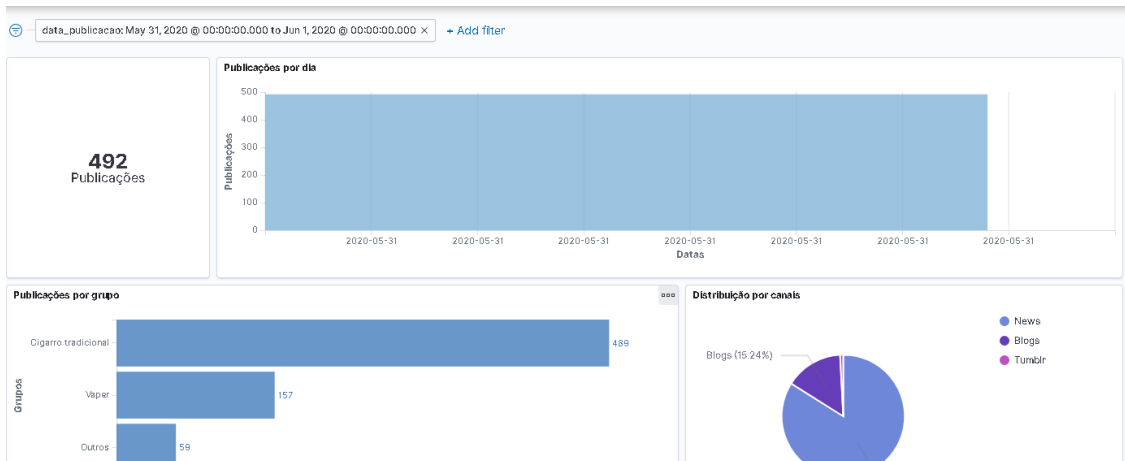 data_publicacao: May 31, 2020 @ 00:00:00.000 to Jun 1, 2020 @ 00:00:00.000 ×
+ Add filter
492
Publicações
Publicações por dia
Publicações
500
400
300
200
100
0
2020-05-31 2020-05-31 2020-05-31 2020-05-31 2020-05-31 2020-05-31 2020-05-31
Datas
Publicações por grupo
Grupos
Cigarro tradicional 489
Vaper 157
Outros 59
Distribuição por canais
Blogs (15.24%)
News
Blogs
Tumblr